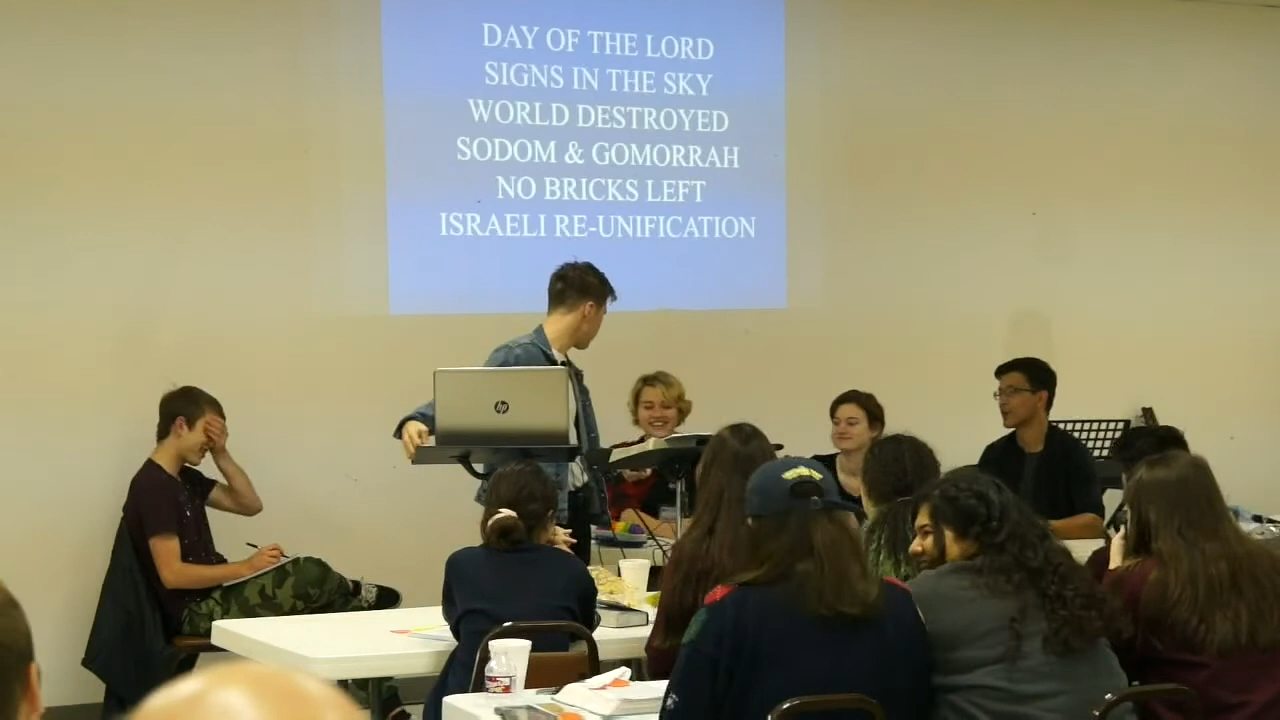 DAY OF THE LORD
SIGNS IN THE SKY
WORLD DESTROYED
SODOM & GOMORRAH
NO BRICKS LEFT
ISRAELI RE-UNIFICATION
hp